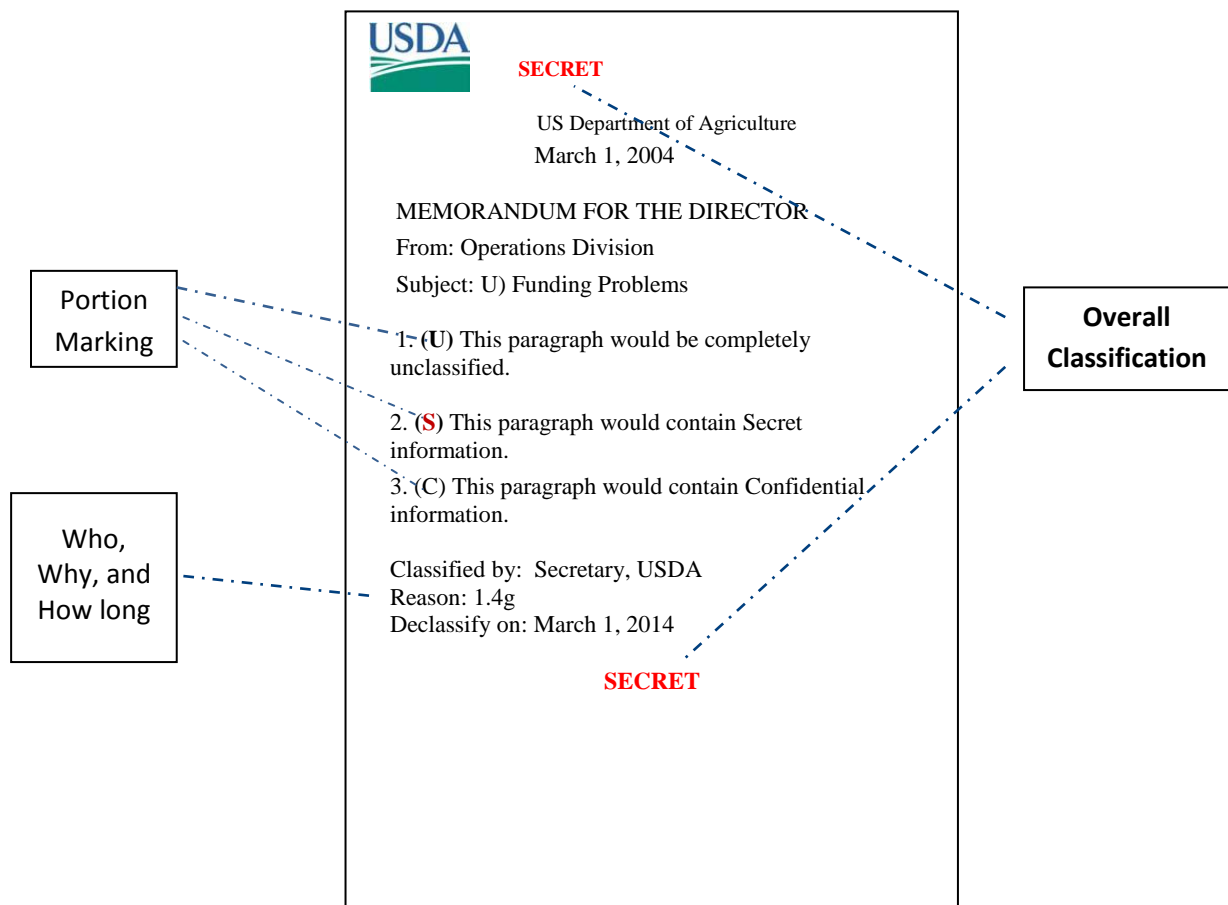 USDA
SECRET
US Department of Agriculture
March 1, 2004
MEMORANDUM FOR THE DIRECTOR
From: Operations Division
Subject: U) Funding Problems
Portion
Marking
1. (U) This paragraph would be completely
unclassified.
2. (S) This paragraph would contain Secret
information.
3. (C) This paragraph would contain Confidential
information.
Overall
Classification
Who,
Why, and
How long
Classified by: Secretary, USDA
Reason: 1.4g
Declassify on: March 1, 2014
SECRET